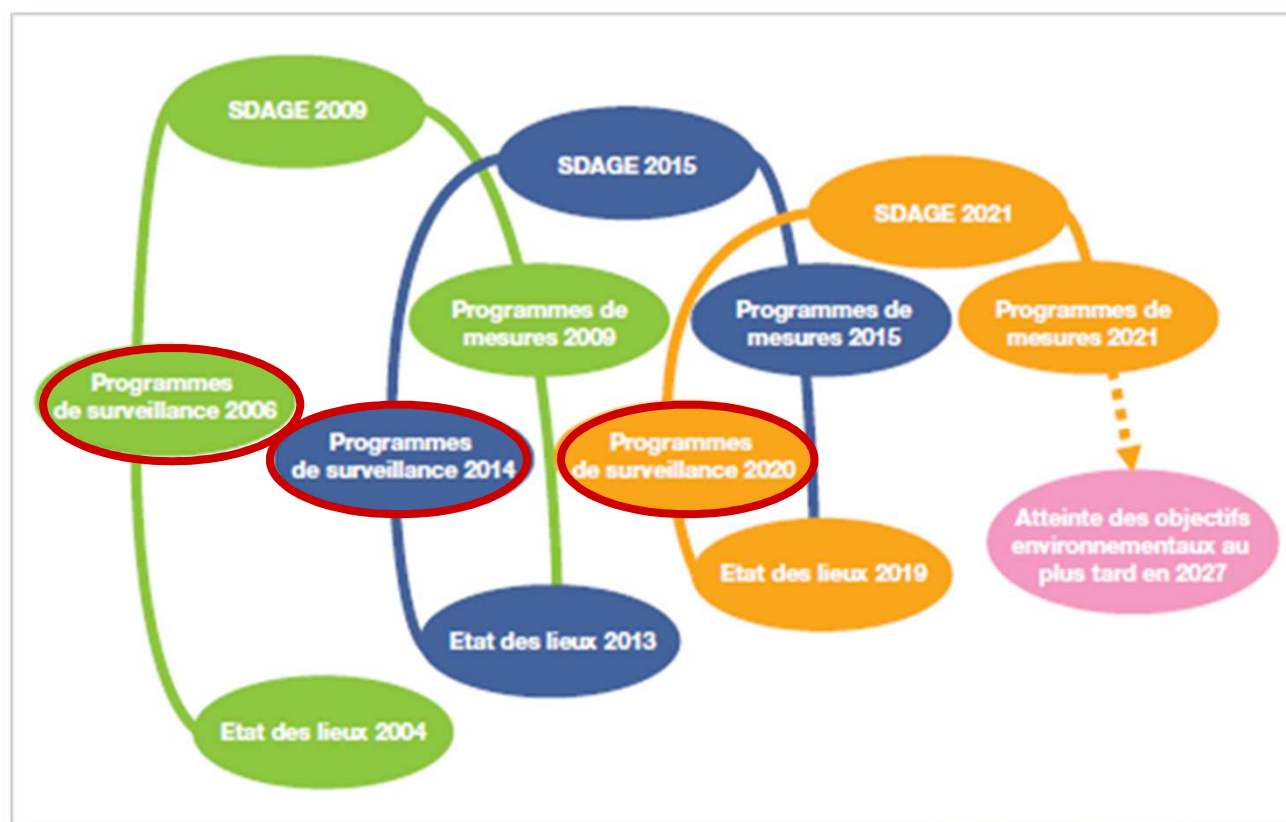 SDAGE 2009
SDAGE 2015
SDAGE 2021
Programmes de
mesures 2009
Programmes de
mesures 2015
Programmes de
mesures 2021
Programmes
de surveillance 2006
Programmes
de surveillance 2014
Programmes
de surveillance 2020
Atteinte des objectifs
environnementaux au
plus tard en 2027
Etat des lieux 2019
Etat des lieux 2013
Etat des lieux 2004